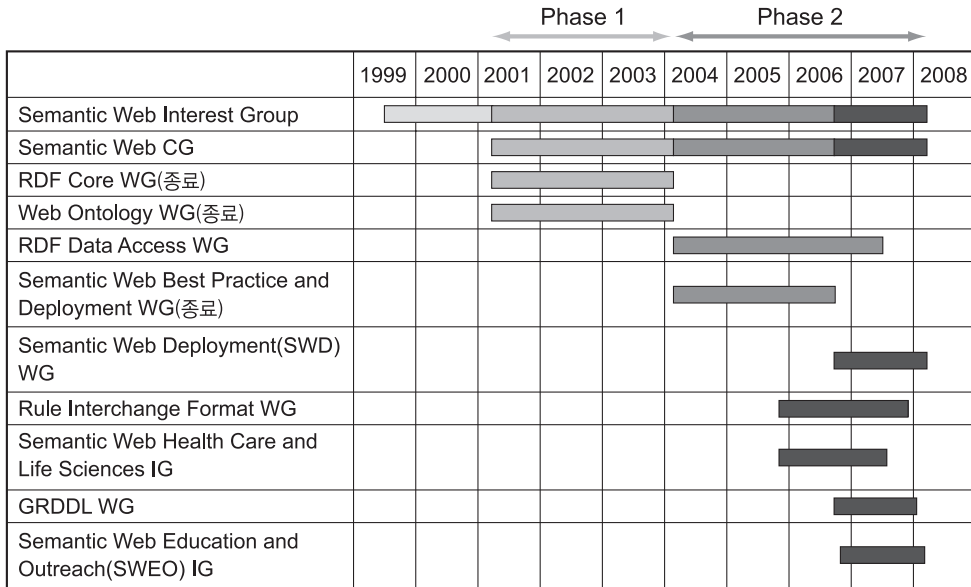 Phase 1 Phase 2
1999 2000 2001 2002 2003 2004 2005 2006 2007 2008
Semantic Web Interest Group
Semantic Web CG
RDF Core WG(종료)
Web Ontology WG(종료)
RDF Data Access WG
Semantic Web Best Practice and
Deployment WG(종료)
Semantic Web Deployment(SWD)
WG
Rule Interchange Format WG
Semantic Web Health Care and
Life Sciences IG
GRDDL WG
Semantic Web Education and
Outreach(SWEO) IG